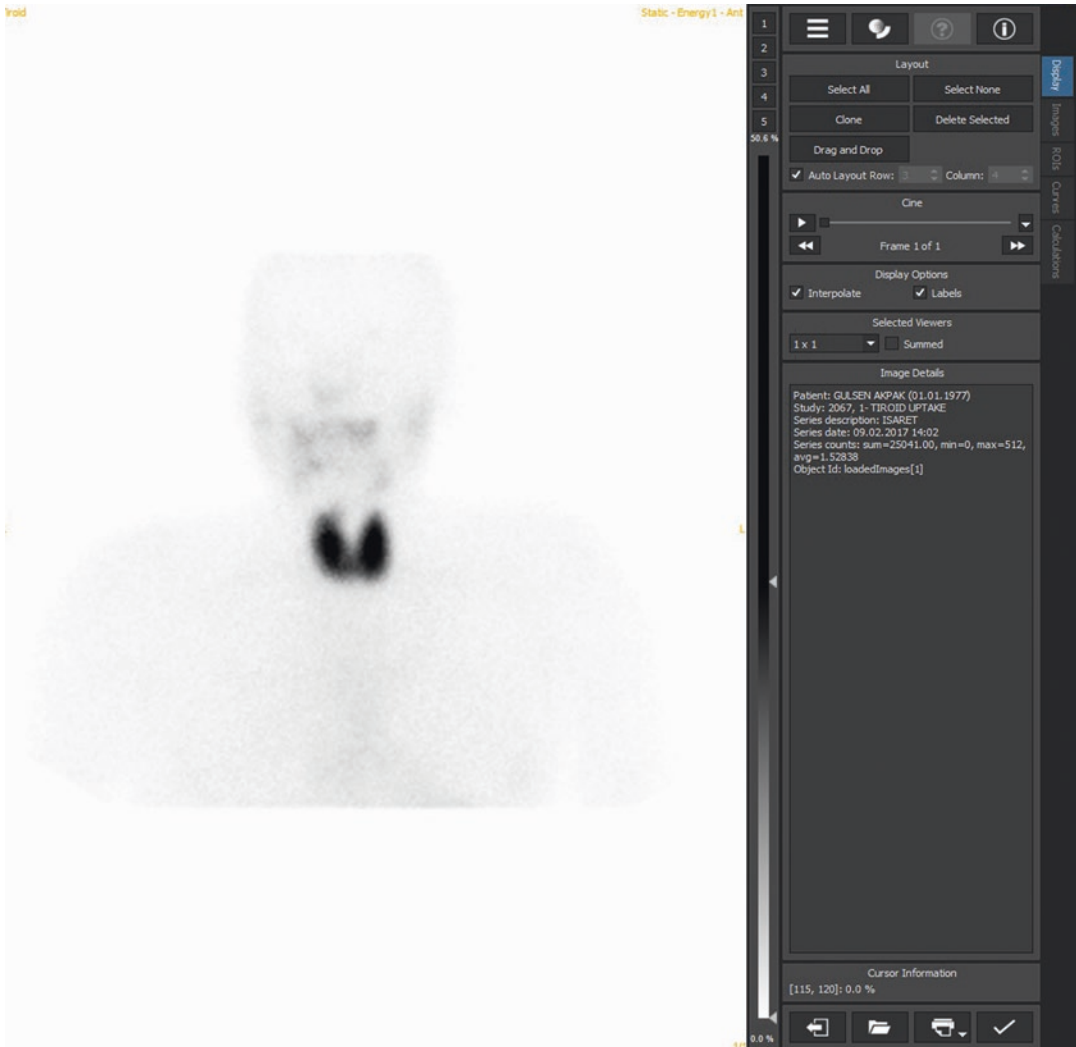 Tiroid
Static - Energy1 - Ant
L
1
2
3
4
5
50.6 %
0.0 %
Layout
Select All
Select None
Clone
Delete Selected
Drag and Drop
Auto Layout Row: 3 Column: 4
Cine
Frame 1 of 1
Display Options
Interpolate
Labels
Selected Viewers
1 x 1
Summed
Image Details
Patient: GULSEN AKPAK (01.01.1977)
Study: 2067, 1- TIROID UPTAKE
Series description: ISARET
Series date: 09.02.2017 14:02
Series counts: sum=25041.00, min=0, max=512,
avg=1.52838
Object Id: loadedImages[1]
Cursor Information
[115, 120]: 0.0 %
Display
Images
ROIs
Curves
Calculations